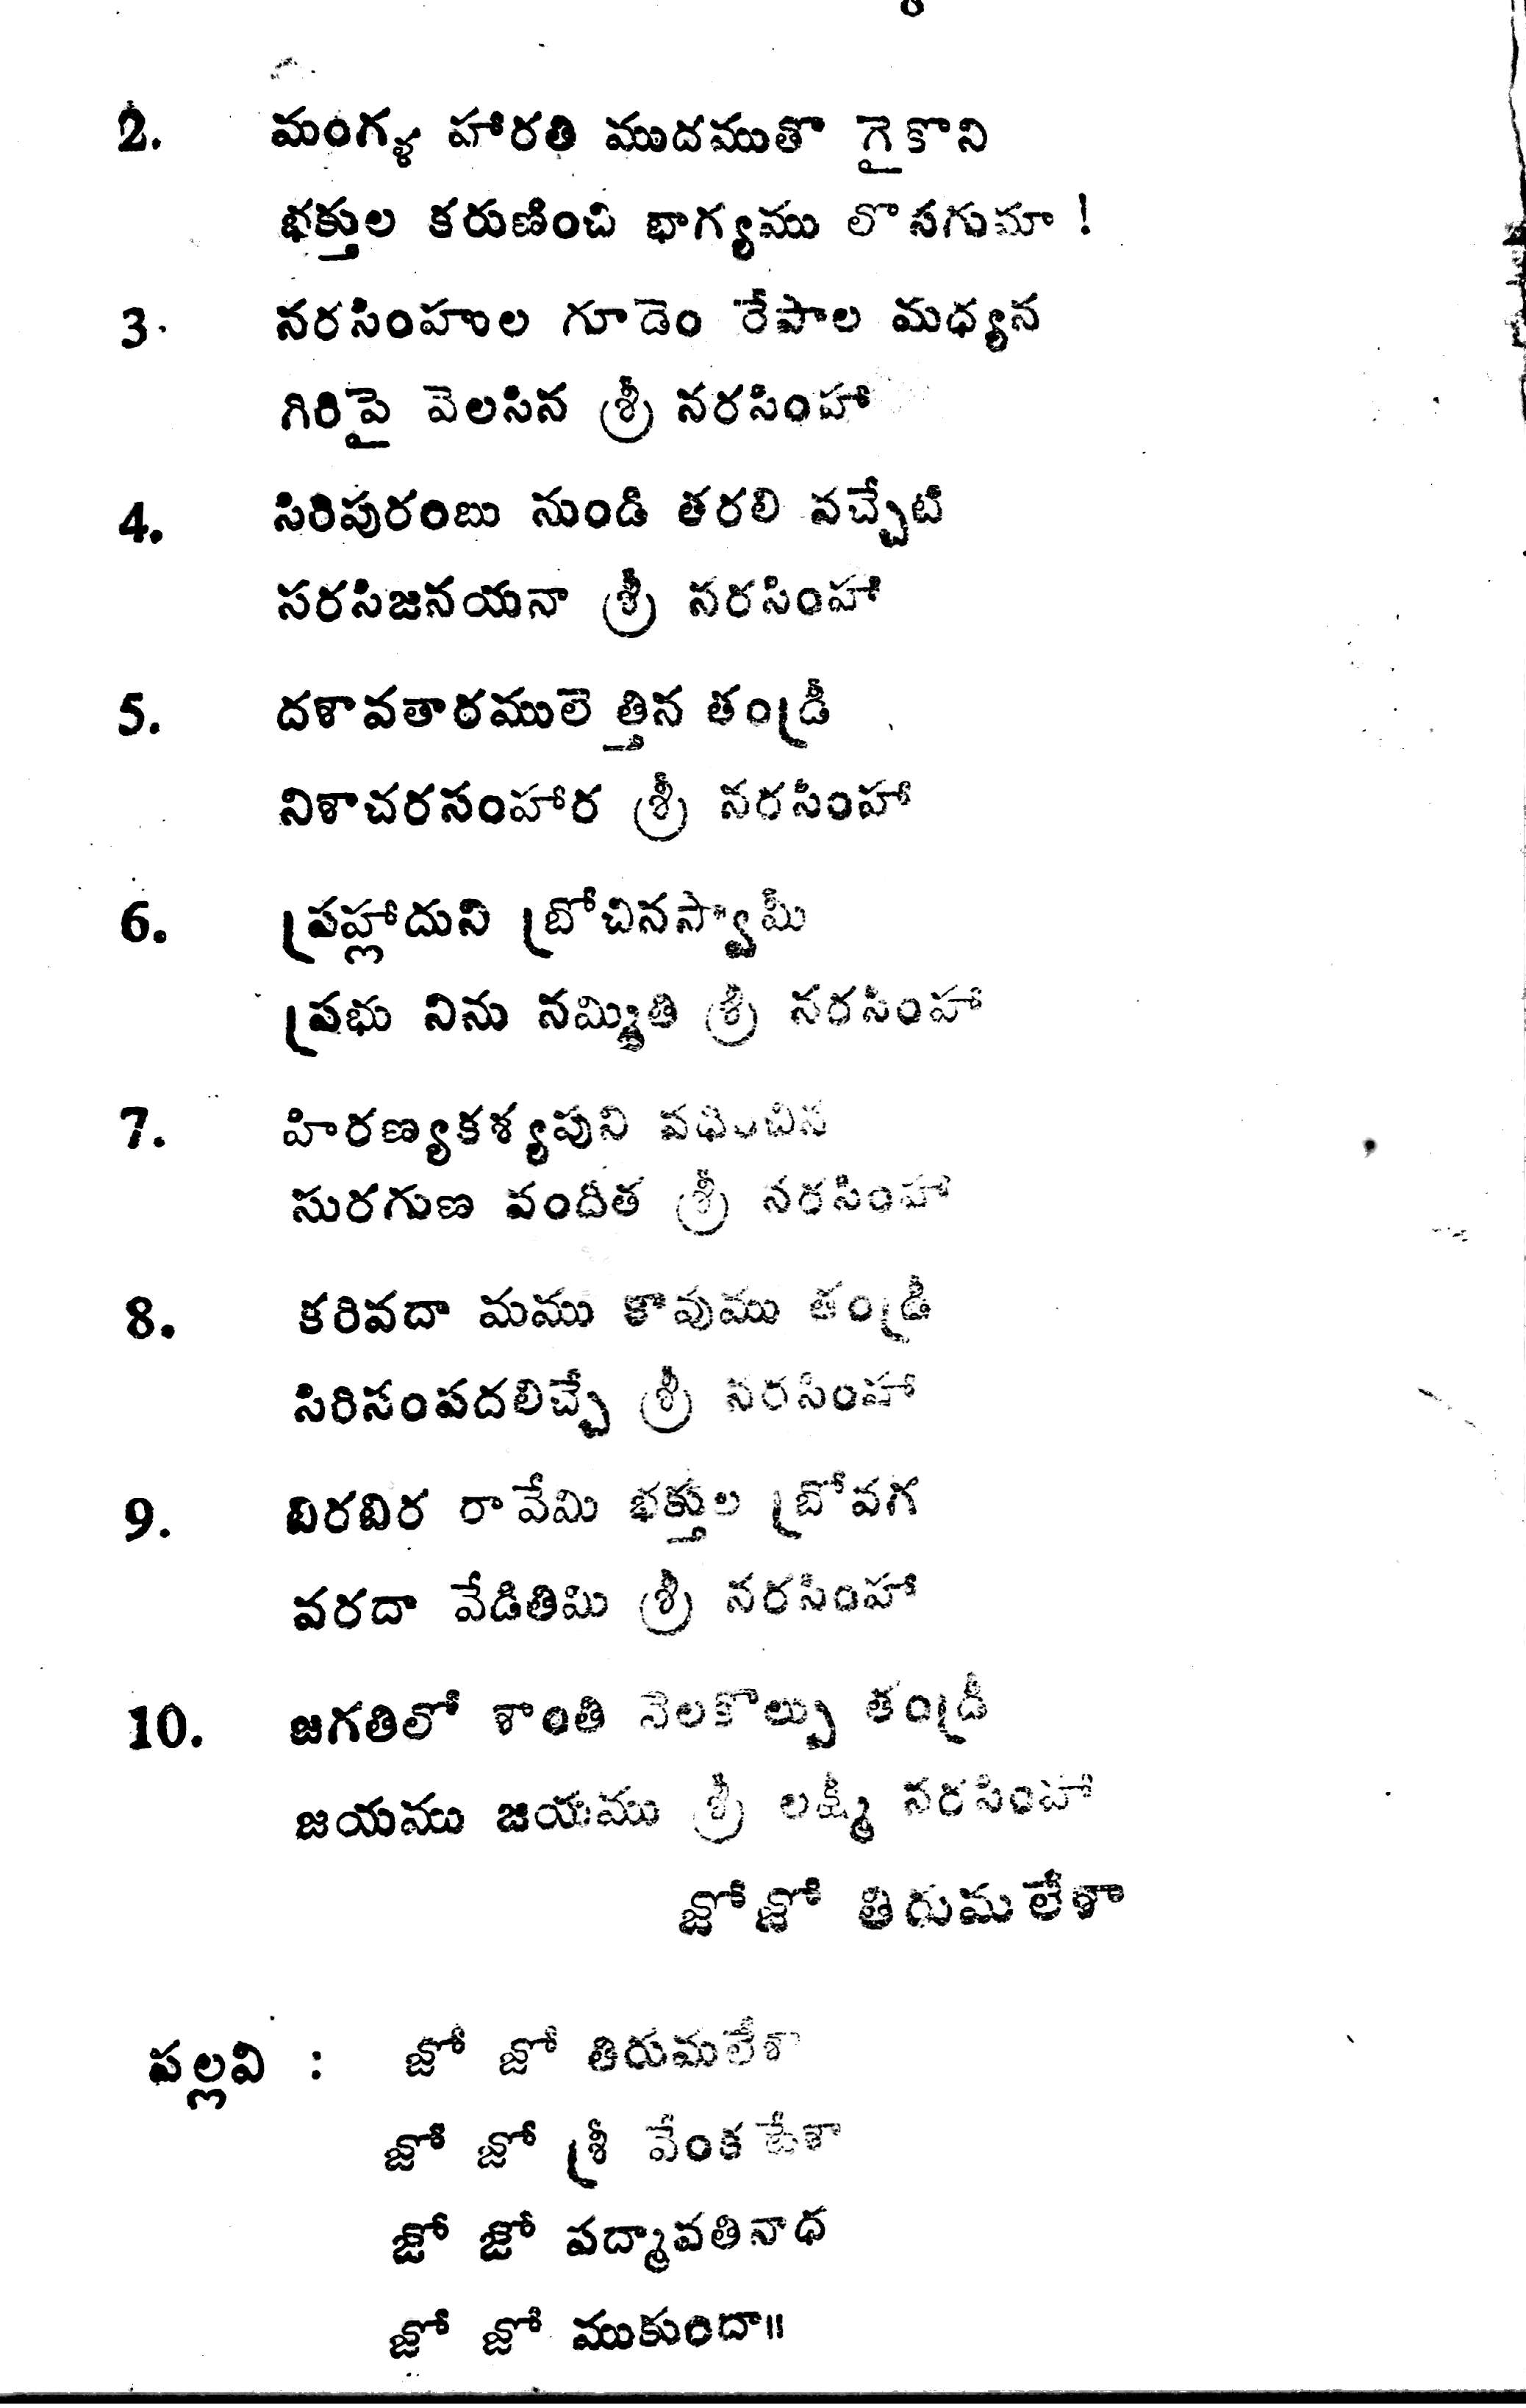 2. మంగళ హారతి ముదముతొ గైకొని
భక్తుల కరుణించి భాగ్యము లొసగుమా !
3. నరసింహుల గూడెం రేపాల మధ్యన
గిరిపై వెలసిన శ్రీ నరసింహా
4. సిరిపురంబు నుండి తరలి వచ్చేటి
సరసిజనయనా శ్రీ నరసింహా
5. దశావతారములె త్తిన తండ్రీ
నిశాచరసంహార శ్రీ నరసింహా
6. ప్రహ్లాదుని బ్రోచినస్వామీ
ప్రభు నిను నమ్మితి శ్రీ నరసింహా
7. హిరణ్యకశ్యపుని వధించిన
సురగుణ వందిత శ్రీ నరసింహా
8. కరివదా మము కావుము తండ్రీ
సిరిసంపదలిచ్ఛే శ్రీ నరసింహా
9. బిరబిర రావేమి భక్తుల బ్రోవగ
వరదా వేడితిమి శ్రీ నరసింహా
10. జగతిలో శాంతి నెలకొల్పు తండ్రీ
జయము జయము శ్రీ లక్ష్మీ నరసింహా
జోజో తిరుమలేశా
పల్లవి : జో జో తిరుమలేశా
జో జో శ్రీ వేంకటేశా
జో జో పద్మావతినాధ
జో జో ముకుందా॥